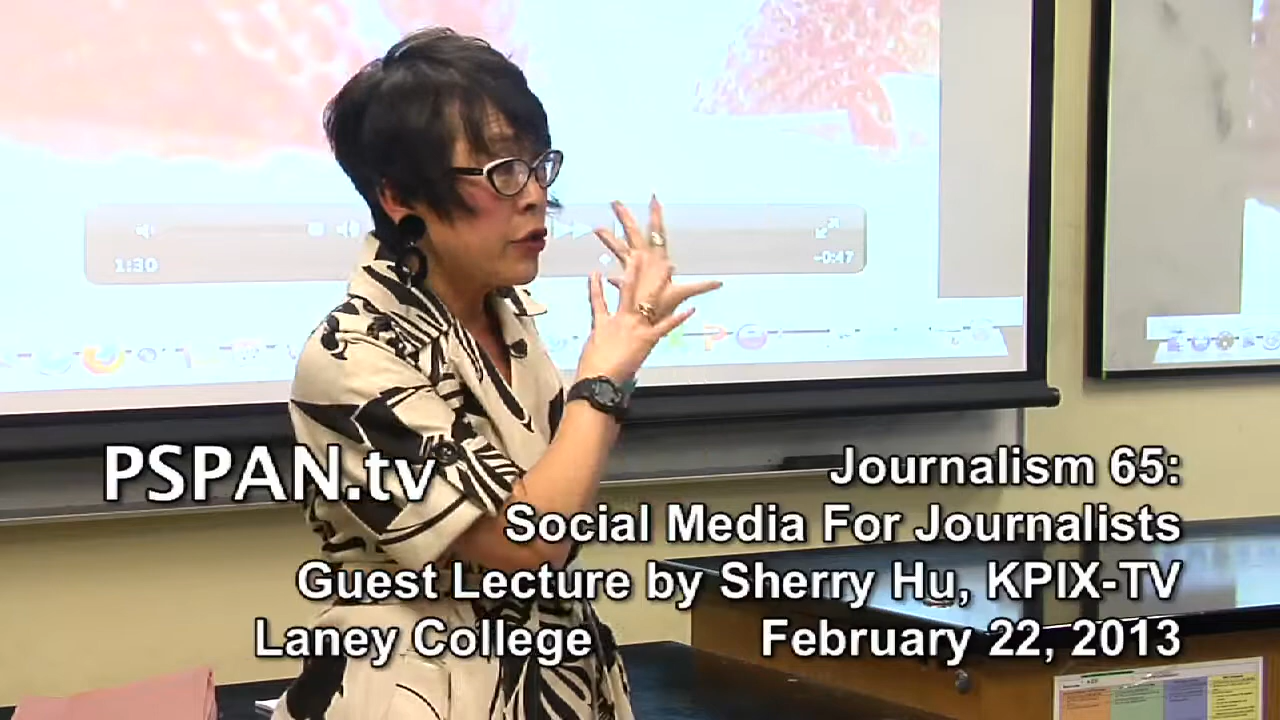 1:30
-0:47
PSPAN.tv
Journalism 65:
Social Media For Journalists
Guest Lecture by Sherry Hu, KPIX-TV
Laney College
February 22, 2013